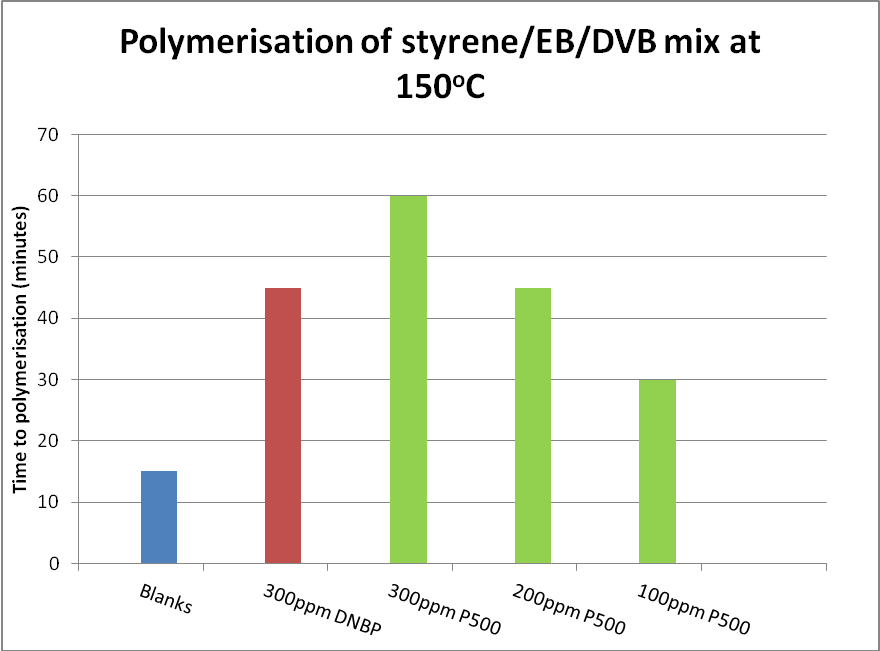 Polymerisation of styrene/EB/DVB mix at
150ºC
Time to polymerisation (minutes)
70
60
50
40
30
20
10
0
Blanks
300ppm DNBP
300ppm P500
200ppm P500
100ppm P500